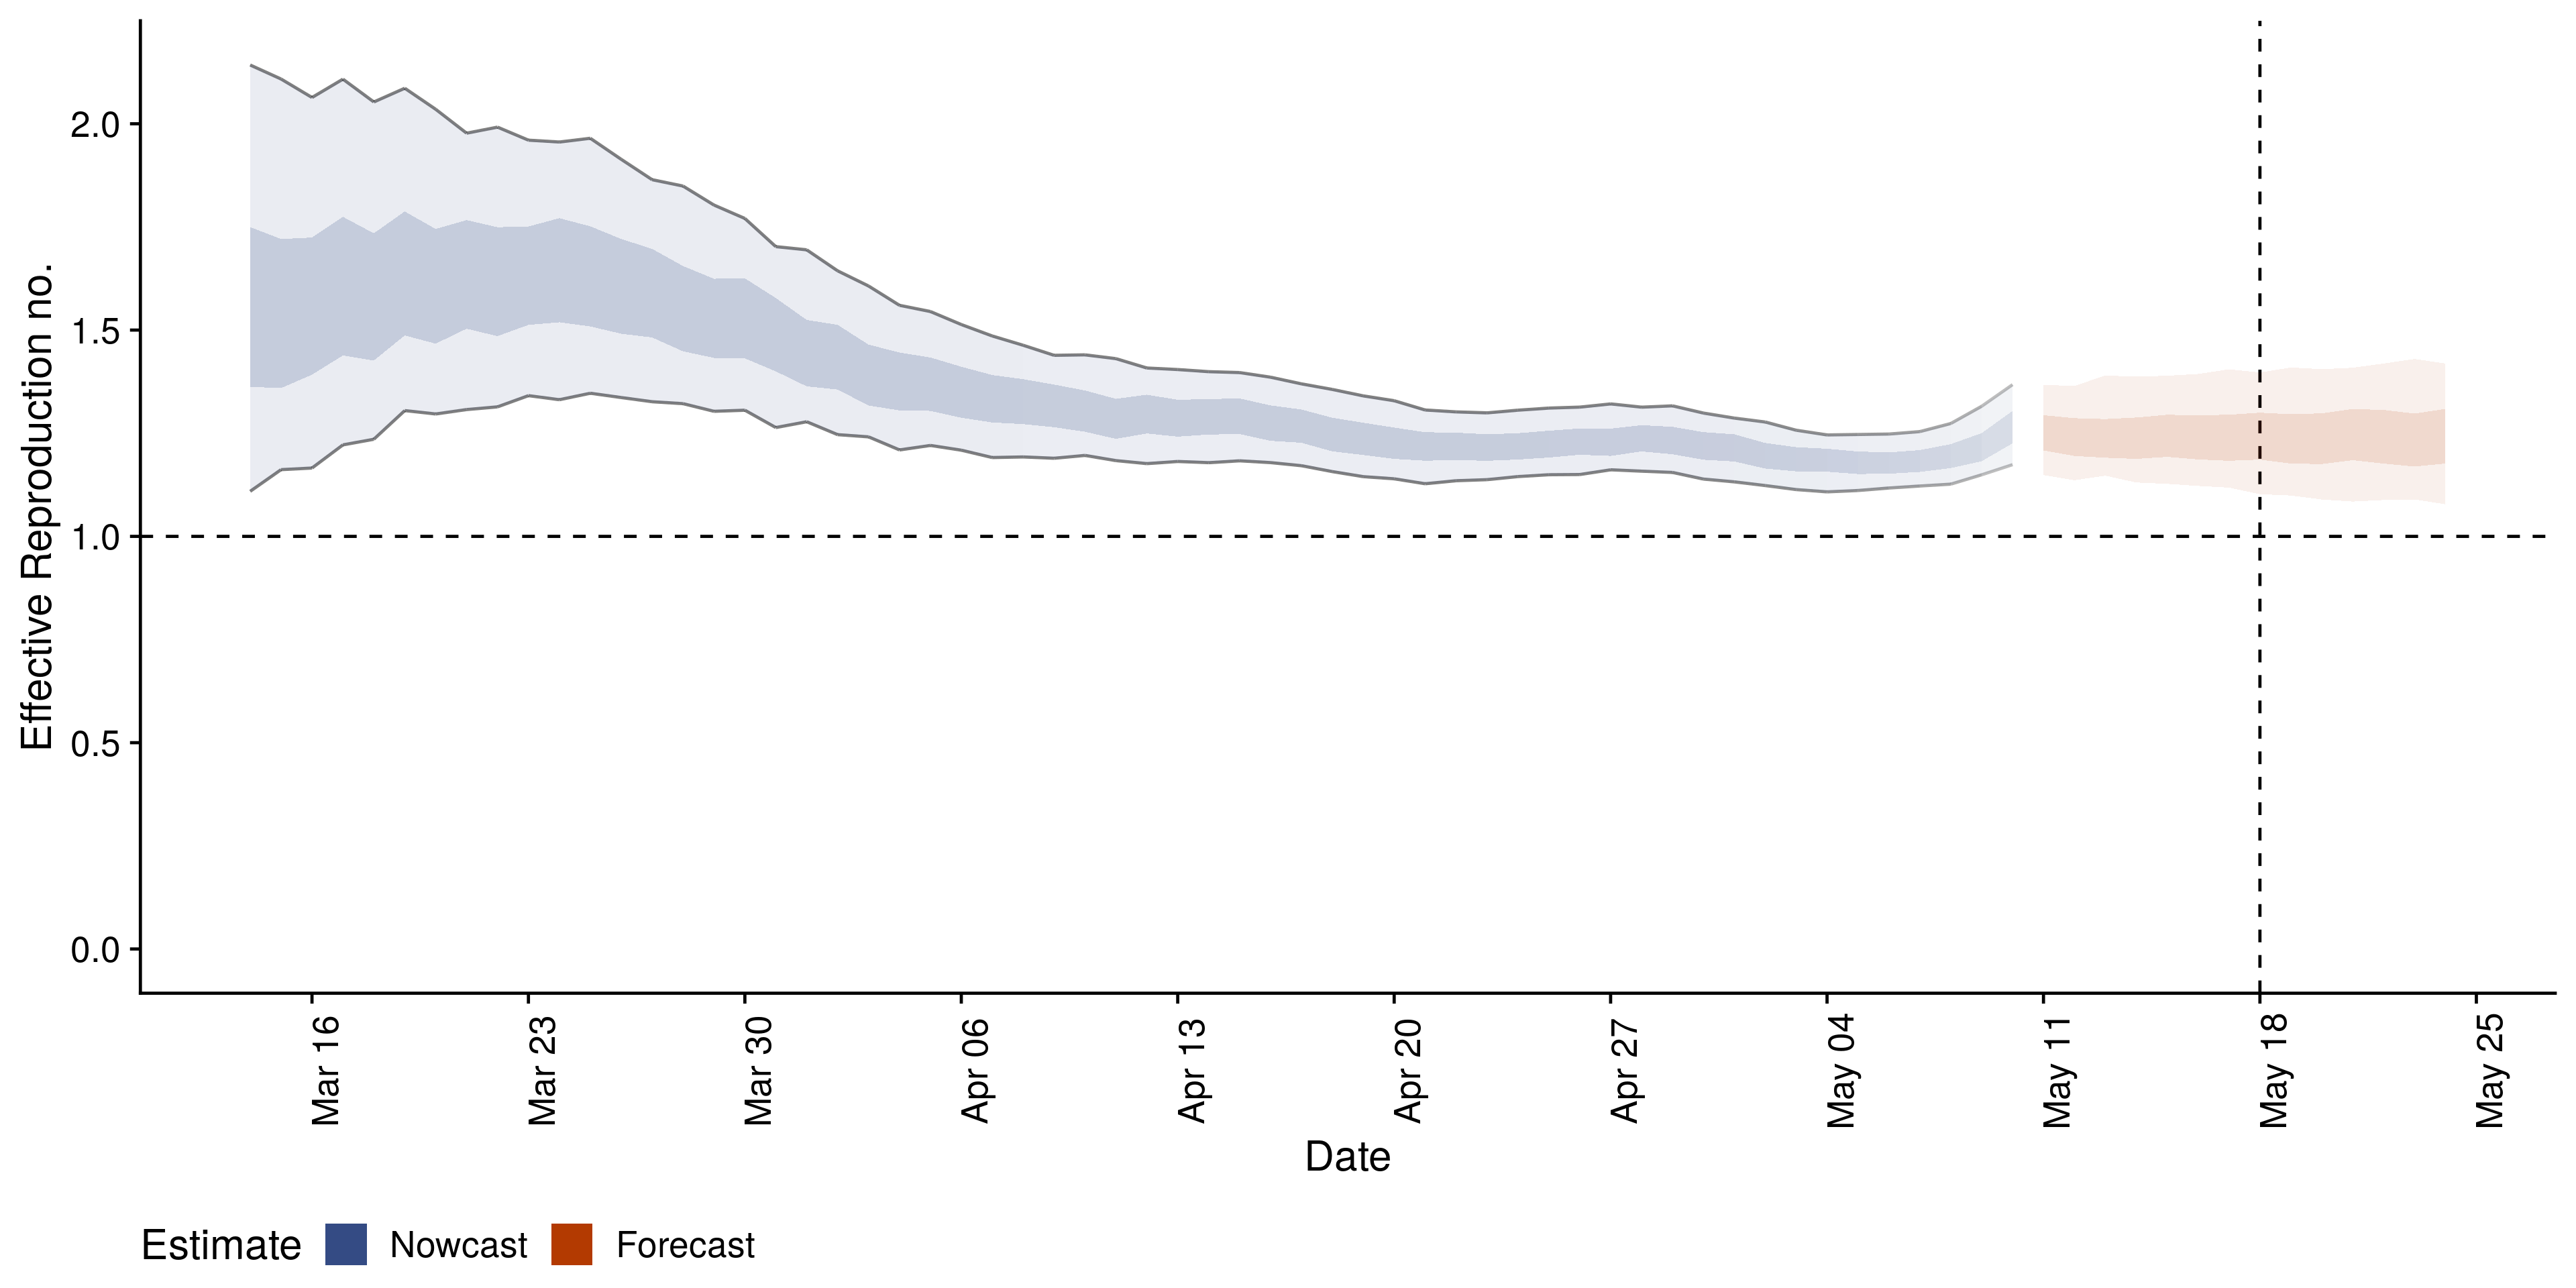 Effective Reproduction no.
2.0
1.5
1.0
0.5
0.0
Mar 16
Mar 23
Mar 30
Apr 06
Apr 13
Apr 20
Apr 27
May 04
May 11
May 18
May 25
Date
Estimate Nowcast Forecast